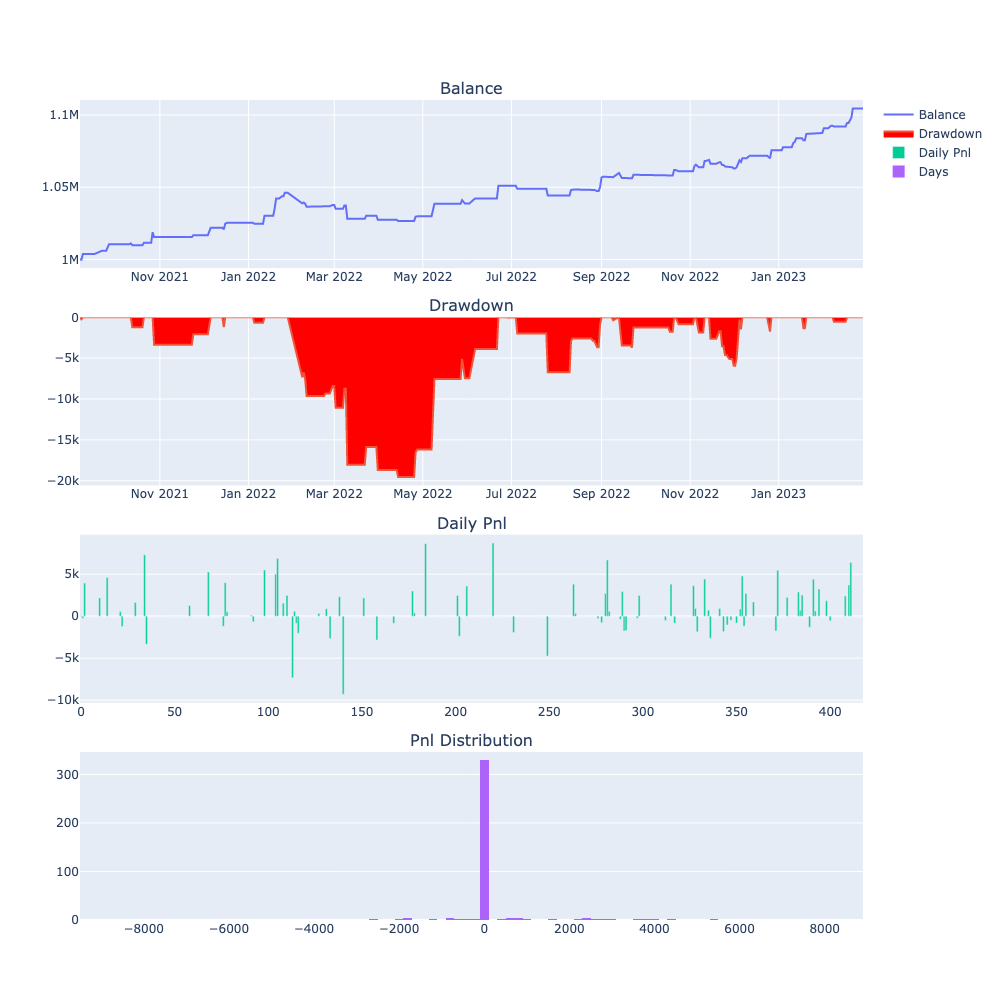 Balance
1.1M
1.05M
1M
Nov 2021 Jan 2022 Mar 2022 May 2022 Jul 2022 Sep 2022 Nov 2022 Jan 2023
Balance
Drawdown
Daily Pnl
Days
Drawdown
0
−5k
−10k
−15k
−20k
Nov 2021 Jan 2022 Mar 2022 May 2022 Jul 2022 Sep 2022 Nov 2022 Jan 2023
Daily Pnl
5k
0
−5k
−10k
0 50 100 150 200 250 300 350 400
Pnl Distribution
300
200
100
0
−8000 −6000 −4000 −2000 0 2000 4000 6000 8000